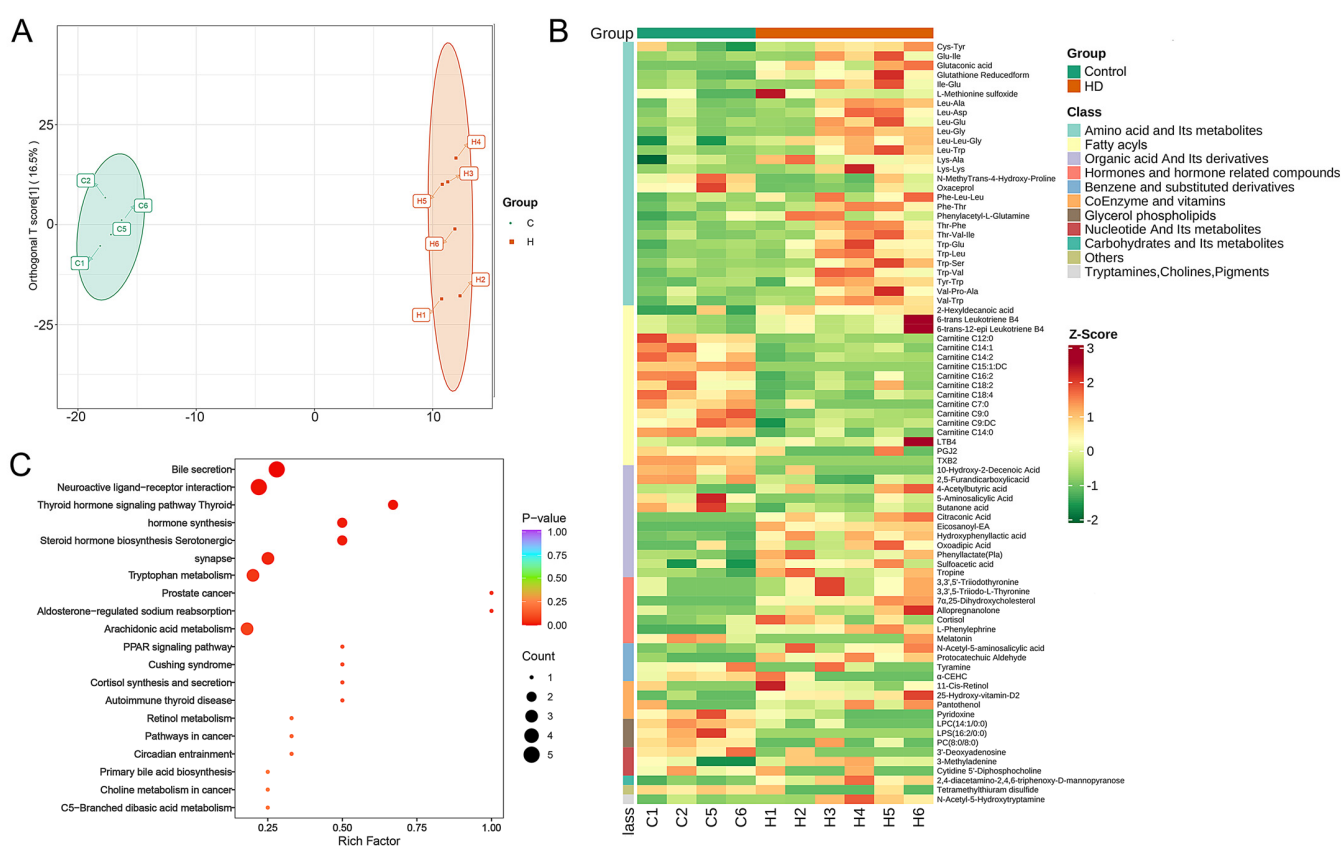 A
Orthogonal T score[1] ( 16.5% )
25
0
-25
-20
-10
0
10
C2
C6
C5
C1
H4
H3
H5
H6
H2
H1
Group
C
H
B
Group
Cys-Tyr
Glu-Ile
Glutaconic acid
Glutathione Reducedform
Ile-Glu
L-Methionine sulfoxide
Leu-Ala
Leu-Asp
Leu-Glu
Leu-Gly
Leu-Leu-Gly
Leu-Trp
Lys-Ala
Lys-Lys
N-MethyTrans-4-Hydroxy-Proline
Oxaceprol
Phe-Leu-Leu
Phe-Thr
Phenylacetyl-L-Glutamine
Thr-Phe
Thr-Val-Ile
Trp-Glu
Trp-Leu
Trp-Ser
Trp-Val
Tyr-Trp
Val-Pro-Ala
Val-Trp
2-Hexyldecanoic acid
6-trans Leukotriene B4
6-trans-12-epi Leukotriene B4
Carnitine C12:0
Carnitine C14:1
Carnitine C14:2
Carnitine C15:1:DC
Carnitine C16:2
Carnitine C18:2
Carnitine C18:4
Carnitine C7:0
Carnitine C9:0
Carnitine C9:DC
Carnitine C14:0
LTB4
PGJ2
TXB2
10-Hydroxy-2-Decenoic Acid
2,5-Furandicarboxylicacid
4-Acetylbutyric acid
5-Aminosalicylic Acid
Butanone acid
Citraconic Acid
Eicosanoyl-EA
Hydroxyphenyllactic acid
Oxoadipic Acid
Phenyllactate(Pla)
Sulfoacetic acid
Tropine
3,3',5'-Triiodothyronine
3,3',5-Triiodo-L-Thyronine
7α,25-Dihydroxycholesterol
Allopregnanolone
Cortisol
L-Phenylephrine
Melatonin
N-Acetyl-5-aminosalicylic acid
Protocatechuic Aldehyde
Tyramine
α-CEHC
11-Cis-Retinol
25-Hydroxy-vitamin-D2
Pantothenol
Pyridoxine
LPC(14:1/0:0)
LPS(16:2/0:0)
PC(8:0/8:0)
3'-Deoxyadenosine
3-Methyladenine
Cytidine 5'-Diphosphocholine
2,4-diacetamino-2,4,6-triphenoxy-D-mannopyranose
Tetramethylthiuram disulfide
N-Acetyl-5-Hydroxytryptamine
lass
C1
C2
C5
C6
H1
H2
H3
H4
H5
H6
Group
Control
HD
Class
Amino acid and Its metabolites
Fatty acyls
Organic acid And Its derivatives
Hormones and hormone related compounds
Benzene and substituted derivatives
CoEnzyme and vitamins
Glycerol phospholipids
Nucleotide And Its metabolites
Carbohydrates and Its metabolites
Others
Tryptamines,Cholines,Pigments
Z-Score
3
2
1
0
-1
-2
C
Bile secretion
Neuroactive ligand-receptor interaction
Thyroid hormone signaling pathway Thyroid
hormone synthesis
Steroid hormone biosynthesis Serotonergic
synapse
Tryptophan metabolism
Prostate cancer
Aldosterone-regulated sodium reabsorption
Arachidonic acid metabolism
PPAR signaling pathway
Cushing syndrome
Cortisol synthesis and secretion
Autoimmune thyroid disease
Retinol metabolism
Pathways in cancer
Circadian entrainment
Primary bile acid biosynthesis
Choline metabolism in cancer
C5-Branched dibasic acid metabolism
0.25
0.50
0.75
1.00
Rich Factor
P-value
1.00
0.75
0.50
0.25
0.00
Count
1
2
3
4
5